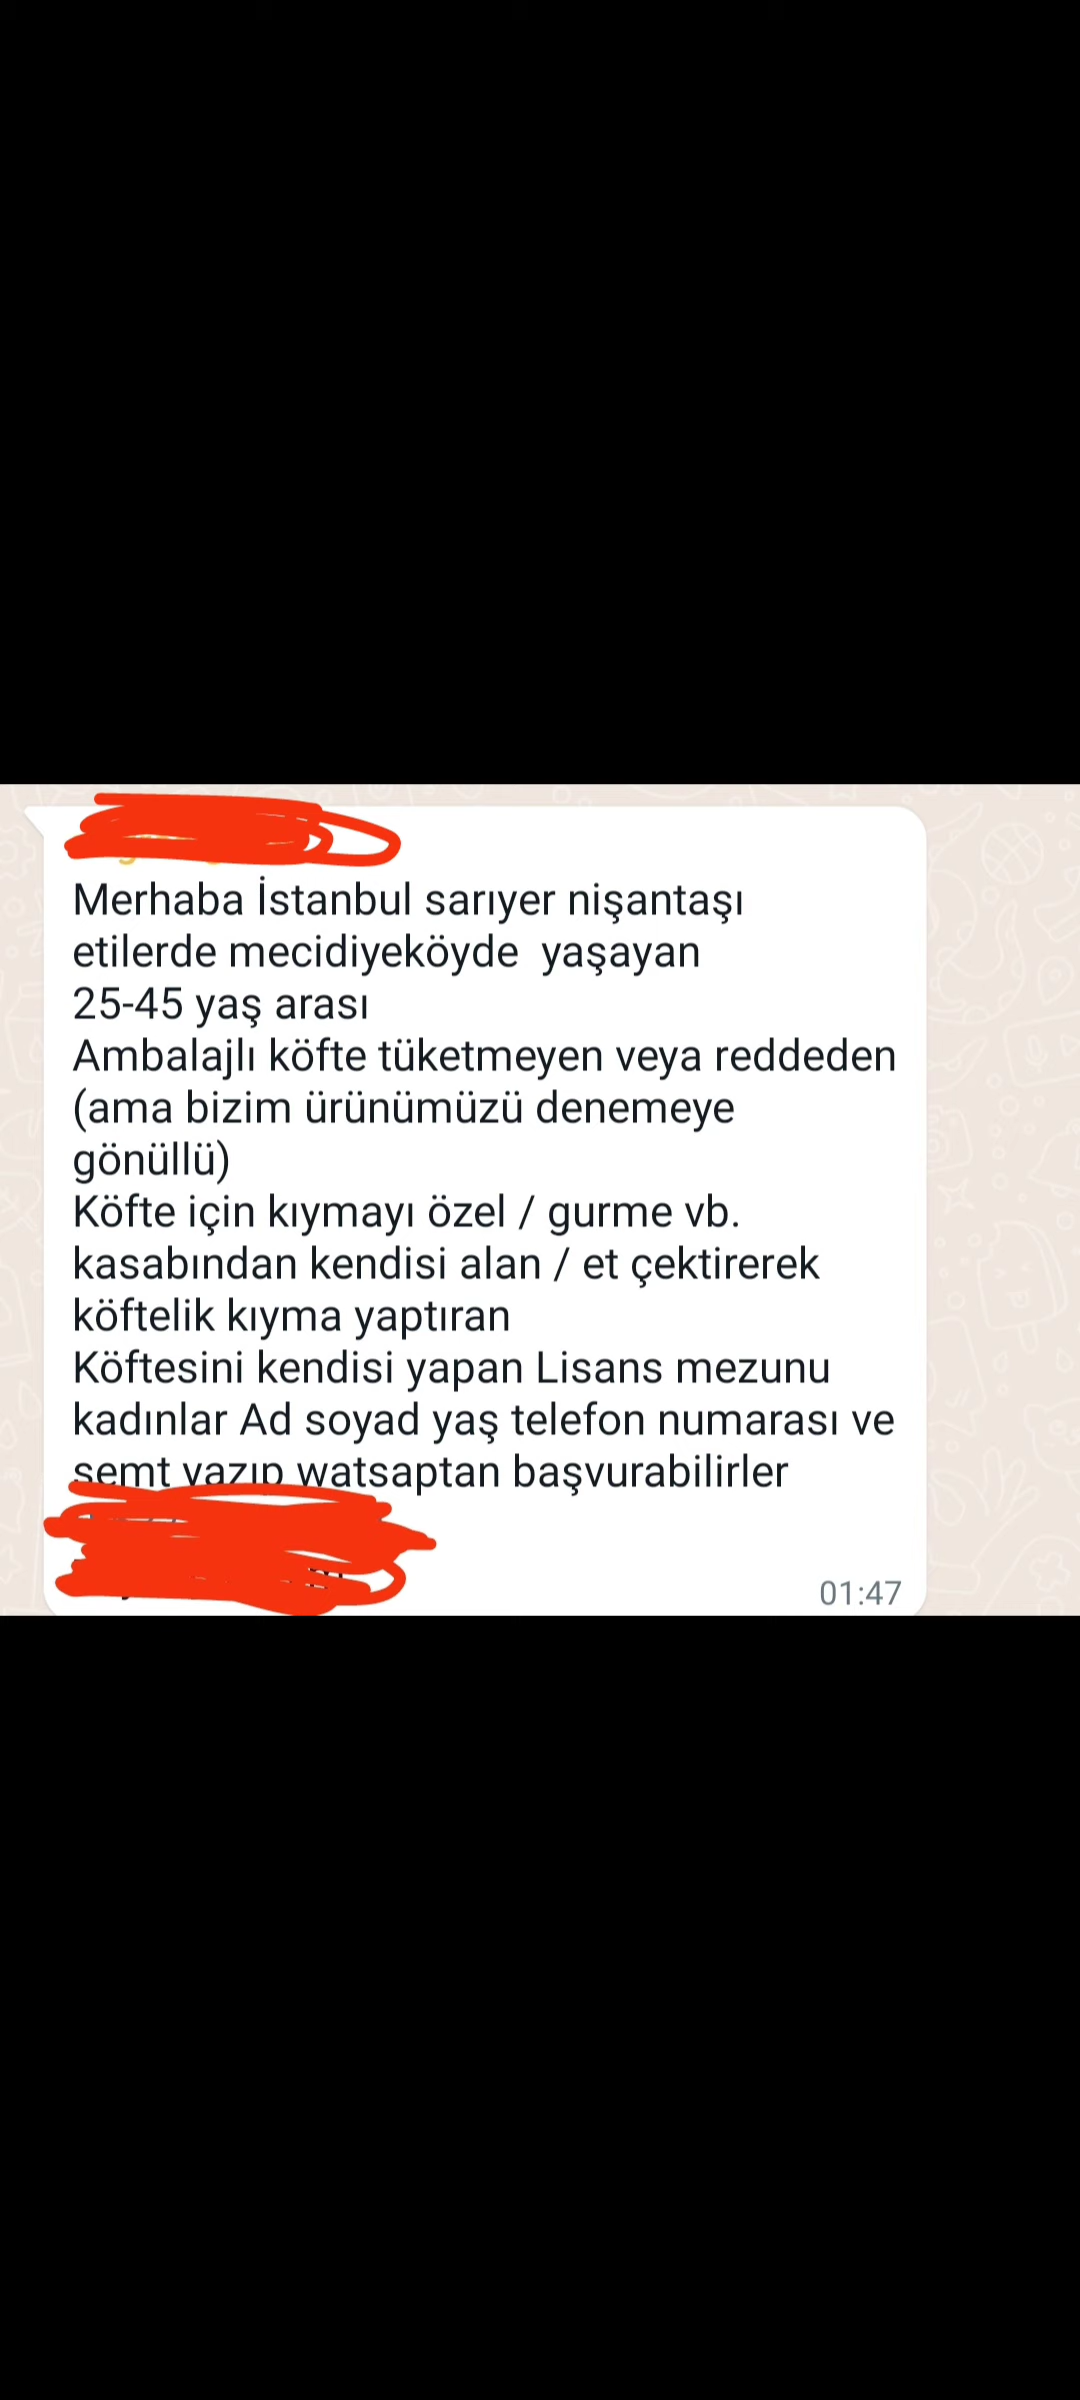 Merhaba İstanbul sarıyer nişantaşı
etilerde mecidiyeköyde  yaşayan
25-45 yaş arası
Ambalajlı köfte tüketmeyen veya reddeden
(ama bizim ürünümüzü denemeye
gönüllü)
Köfte için kıymayı özel / gurme vb.
kasabından kendisi alan / et çektirerek
köftelik kıyma yaptıran
Köftesini kendisi yapan Lisans mezunu
kadınlar Ad soyad yaş telefon numarası ve
semt yazıp watsaptan başvurabilirler
01:47